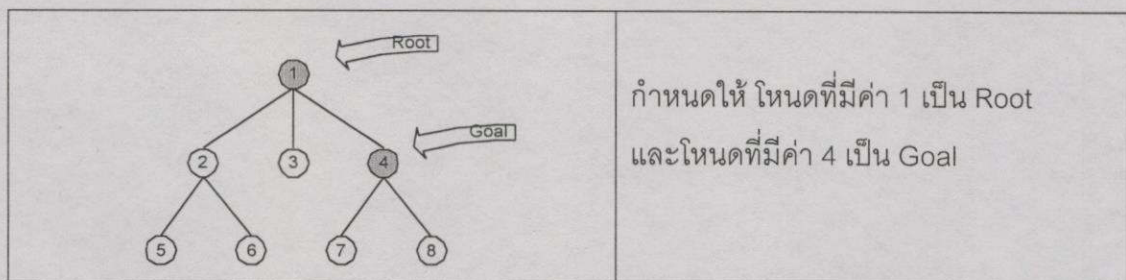 Root
1
Goal
2 3 4
5 6 7 8
กำหนดให้ โหนดที่มีค่า 1 เป็น Root
และโหนดที่มีค่า 4 เป็น Goal